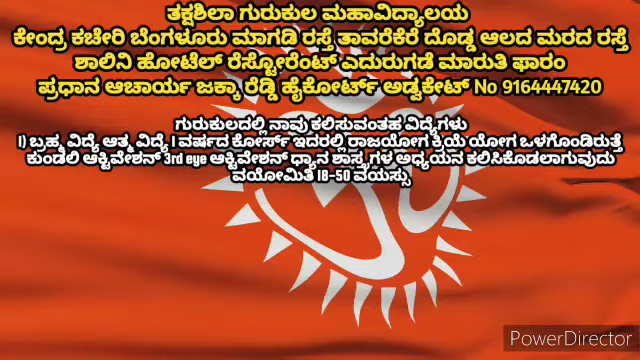 ತಕ್ಷಶಿಲಾ ಗುರುಕುಲ ಮಹಾವಿದ್ಯಾಲಯ
ಕೇಂದ್ರ ಕಚೇರಿ ಬೆಂಗಳೂರು ಮಾಗಡಿ ರಸ್ತೆ ತಾವರೆಕೆರೆ ದೊಡ್ಡ ಆಲದ ಮರದ ರಸ್ತೆ
ಶಾಲಿನಿ ಹೋಟೆಲ್ ರೆಸ್ಟೋರೆಂಟ್ ಎದುರುಗಡೆ ಮಾರುತಿ ಫಾರಂ
ಪ್ರಧಾನ ಆಚಾರ್ಯ ಜಕ್ಕಾ ರೆಡ್ಡಿ ಹೈಕೋರ್ಟ್ ಅಡ್ವಕೇಟ್ No 9164447420
ಗುರುಕುಲದಲ್ಲಿ ನಾವು ಕಲಿಸುವಂತಹ ವಿದ್ಯೆಗಳು
1) ಬ್ರಹ್ಮ ವಿದ್ಯೆ ಆತ್ಮ ವಿದ್ಯೆ 1 ವರ್ಷದ ಕೋರ್ಸ್ ಇದರಲ್ಲಿ ರಾಜಯೋಗ ಕ್ರಿಯೆ ಯೋಗ ಒಳಗೊಂಡಿರುತ್ತೆ
ಕುಂಡಲಿ ಆಕ್ಟಿವೇಶನ್ 3rd eye ಆಕ್ಟಿವೇಶನ್ ಧ್ಯಾನ ಶಾಸ್ತ್ರಗಳ ಅಧ್ಯಯನ ಕಲಿಸಿಕೊಡಲಾಗುವುದು
ವಯೋಮಿತಿ 18-50 ವಯಸ್ಸು
PowerDirector